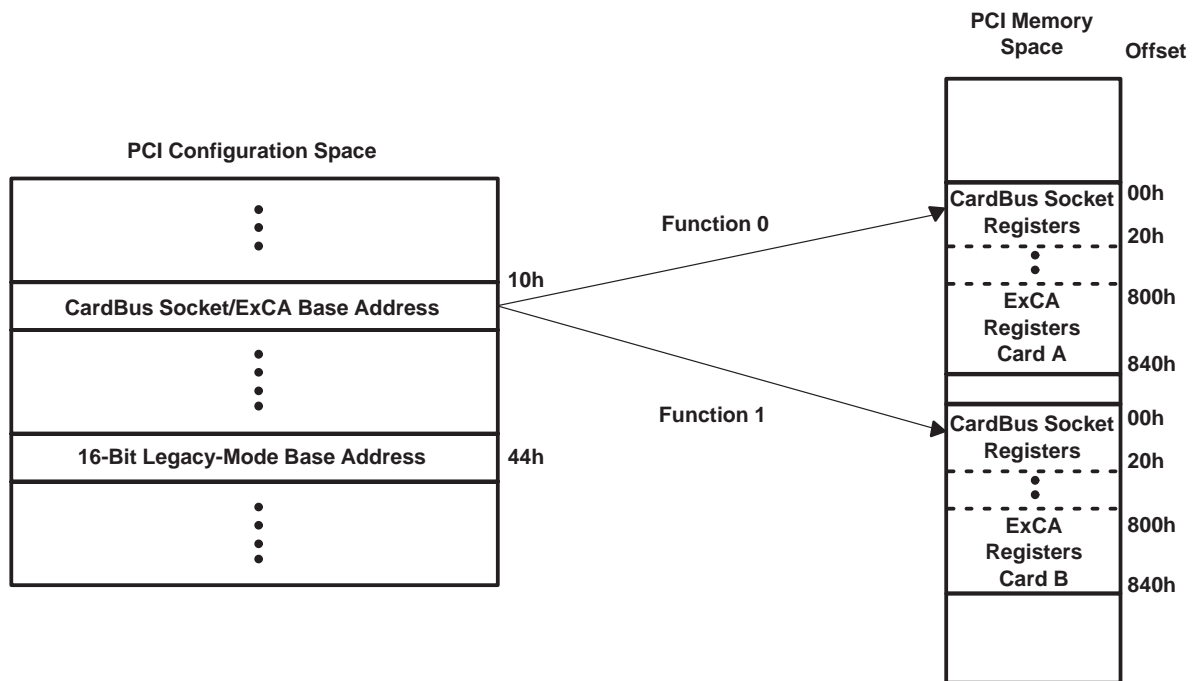 PCI Memory
Space
Offset
PCI Configuration Space
10h
CardBus Socket/ExCA Base Address
16-Bit Legacy-Mode Base Address
44h
Function 0
Function 1
CardBus Socket
Registers
00h
20h
ExCA
Registers
Card A
800h
840h
CardBus Socket
Registers
00h
20h
ExCA
Registers
Card B
800h
840h